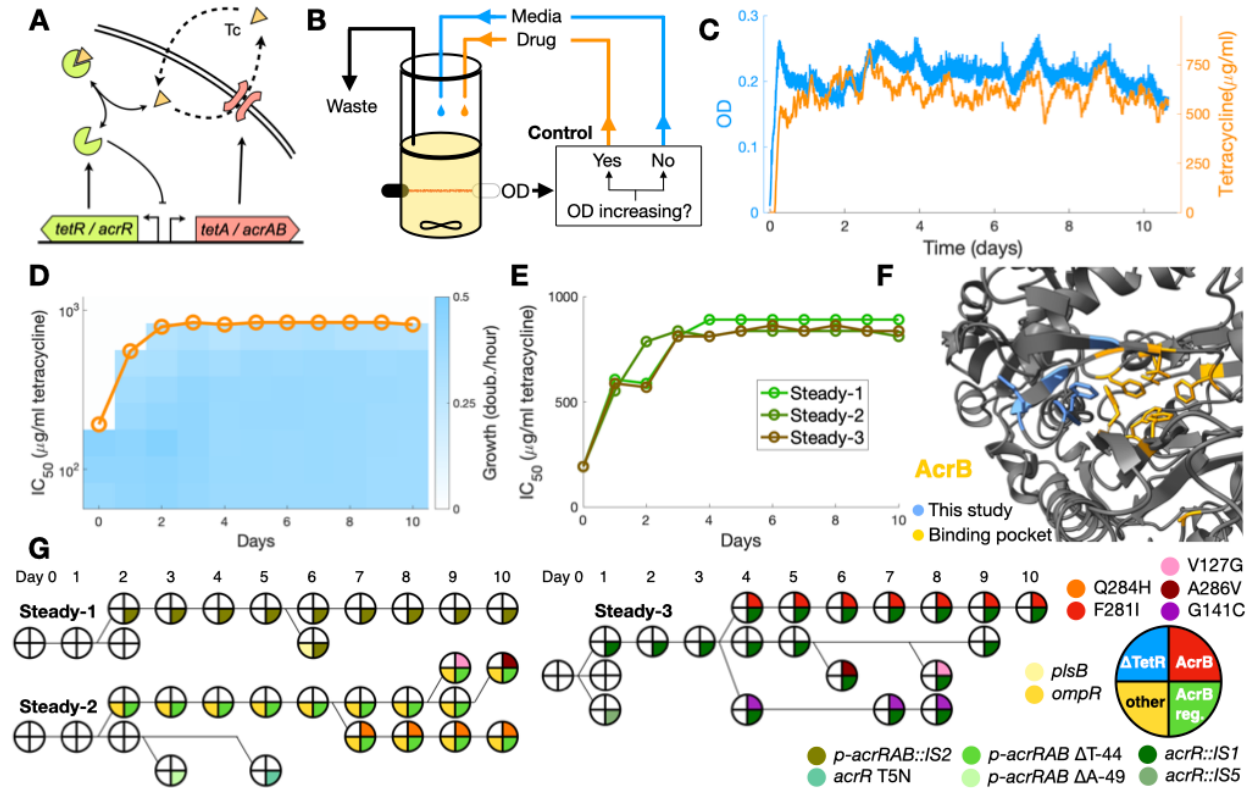 A
Tc
tetR / acrR
tetA / acrAB
B
Media
Drug
Waste
Control
Yes No
OD
OD increasing?
C
0.3
0.2
0.1
0
OD
0 2 4 6 8 10
Time (days)
750
500
250
0
Tetracycline(μg/ml)
D
10³
10²
IC₅₀ (μg/ml tetracycline)
0 2 4 6 8 10
Days
0.5
0.25
0
Growth (doub./hour)
E
1000
500
0
IC₅₀ (μg/ml tetracycline)
0 2 4 6 8 10
Days
Steady-1
Steady-2
Steady-3
F
AcrB
This study
Binding pocket
G
Day 0 1 2 3 4 5 6 7 8 9 10
Steady-1
Steady-2
Day 0 1 2 3 4 5 6 7 8 9 10
Steady-3
V127G
Q284H
A286V
F281I
G141C
ΔTetR
AcrB
other
AcrB
reg.
plsB
ompR
p-acrRAB::IS2
p-acrRAB ΔT-44
acrR::IS1
acrR T5N
p-acrRAB ΔA-49
acrR::IS5